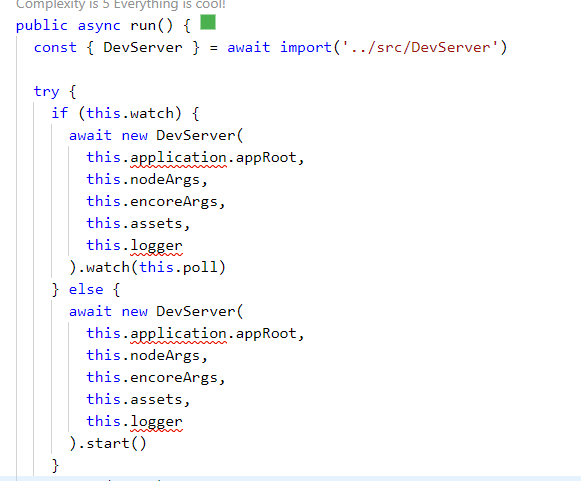 Complexity is 5 Everything is cool!
public async run() {
const { DevServer } = await import('../src/DevServer')
try {
if (this.watch) {
await new DevServer(
this.application.appRoot,
this.nodeArgs,
this.encoreArgs,
this.assets,
this.logger
).watch(this.poll)
} else {
await new DevServer(
this.application.appRoot,
this.nodeArgs,
this.encoreArgs,
this.assets,
this.logger
).start()
}